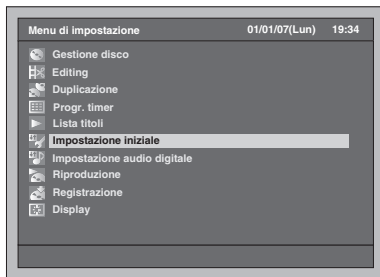 Menu di impostazione 01/01/07(Lun) 19:34
Gestione disco
Editing
Duplicazione
Progr. timer
Lista titoli
Impostazione iniziale
Impostazione audio digitale
Riproduzione
Registrazione
Display